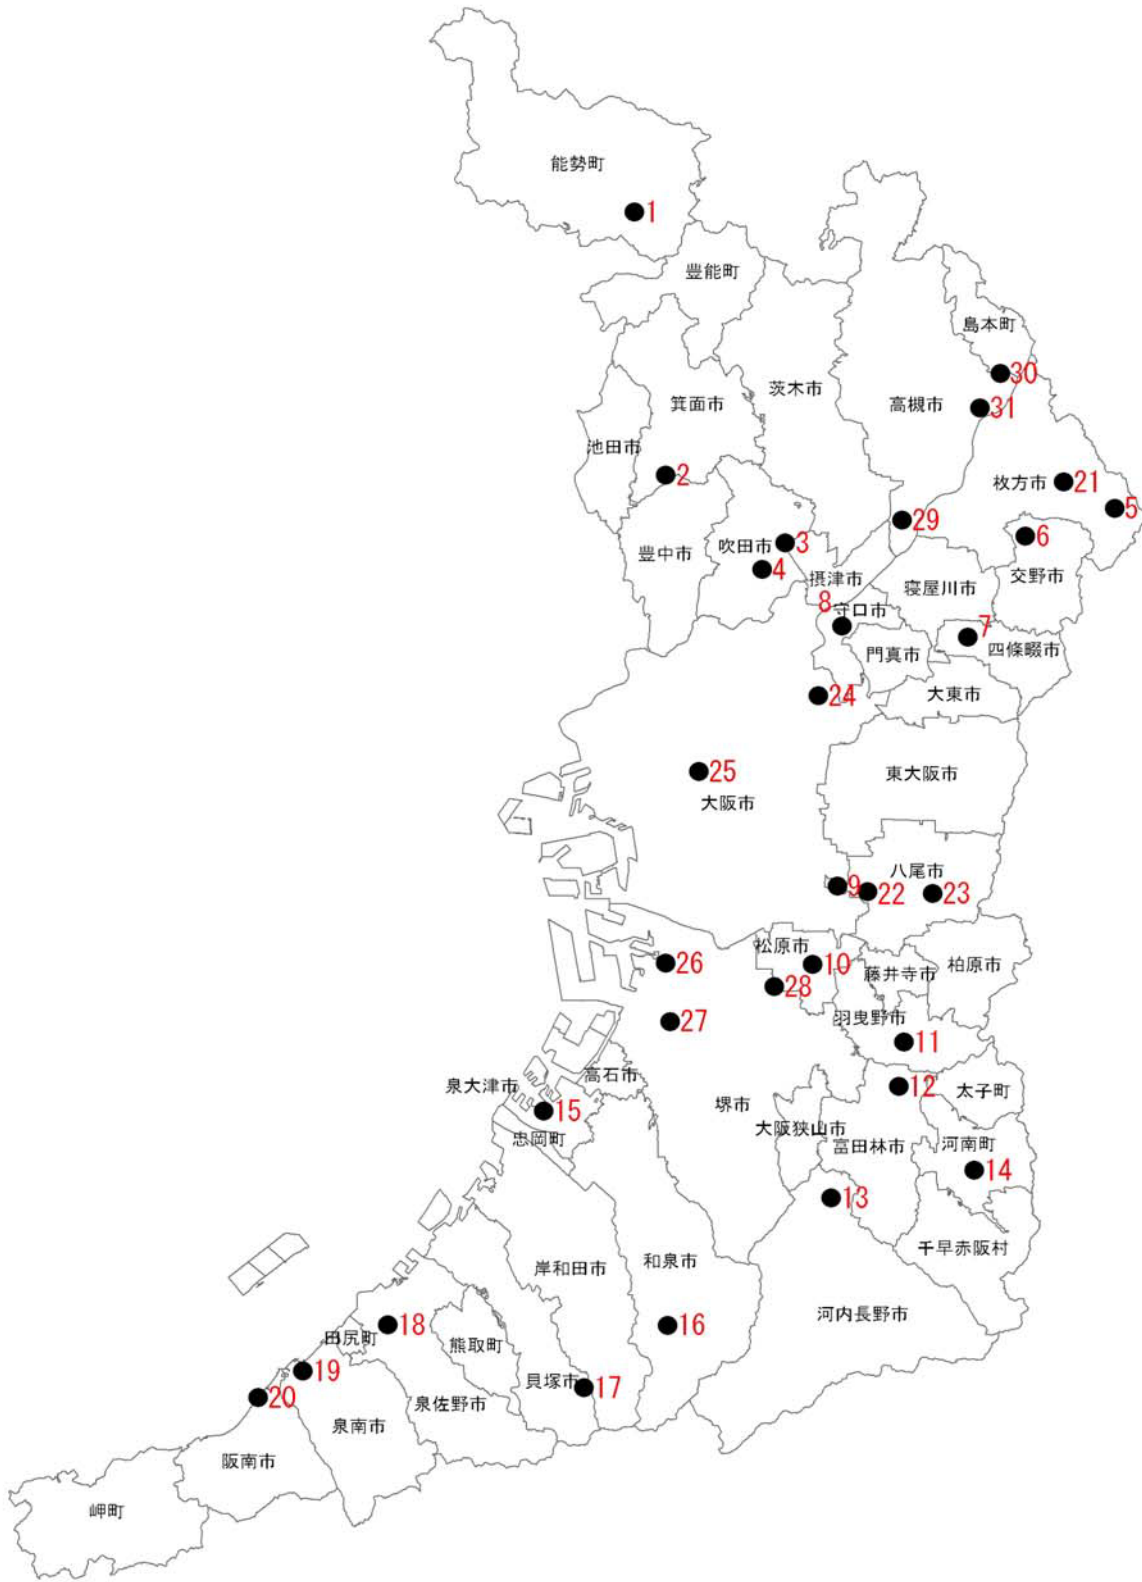 能勢町
1
豊能町
島本町
30
茨木市
高槻市
31
箕面市
池田市
2
枚方市
21
5
29
6
吹田市
3
豊中市
4
摂津市
交野市
寝屋川市
8
守口市
7
四條畷市
門真市
24
大東市
25
東大阪市
大阪市
八尾市
9
22
23
松原市
26
10
藤井寺市
柏原市
28
27
羽曳野市
11
高石市
泉大津市
12
太子町
15
堺市
大阪狭山市
忠岡町
富田林市
河南町
14
13
千早赤阪村
岸和田市
和泉市
河内長野市
18
16
田尻町
熊取町
19
貝塚市
17
20
泉佐野市
泉南市
阪南市
岬町